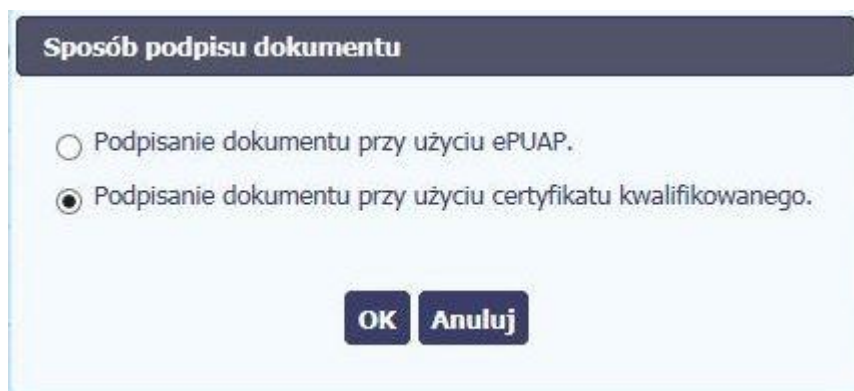 Sposób podpisu dokumentu
Podpisanie dokumentu przy użyciu ePUAP.
Podpisanie dokumentu przy użyciu certyfikatu kwalifikowanego.
OK Anuluj